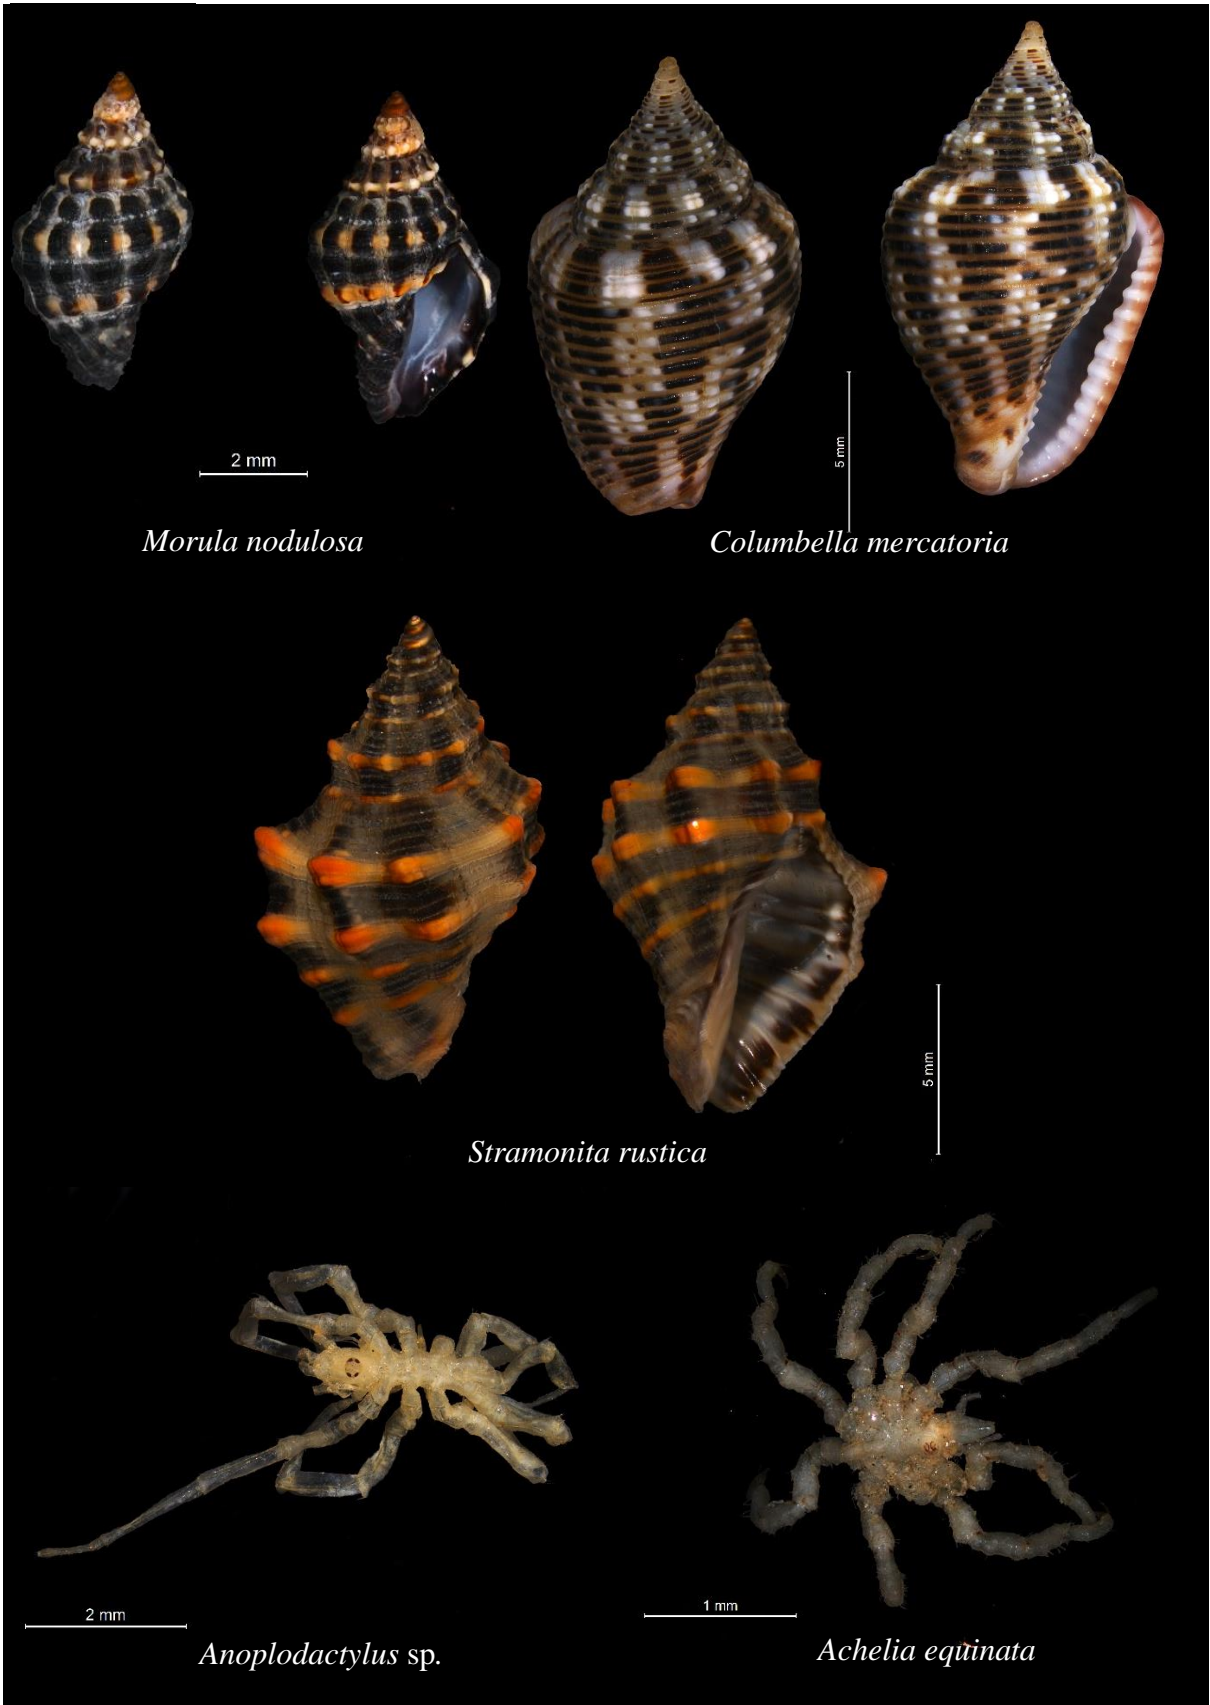 2 mm
5 mm
Morula nodulosa
Columbella mercatoria
5 mm
Stramonita rustica
2 mm
1 mm
Anoplodactylus sp.
Achelia equinata